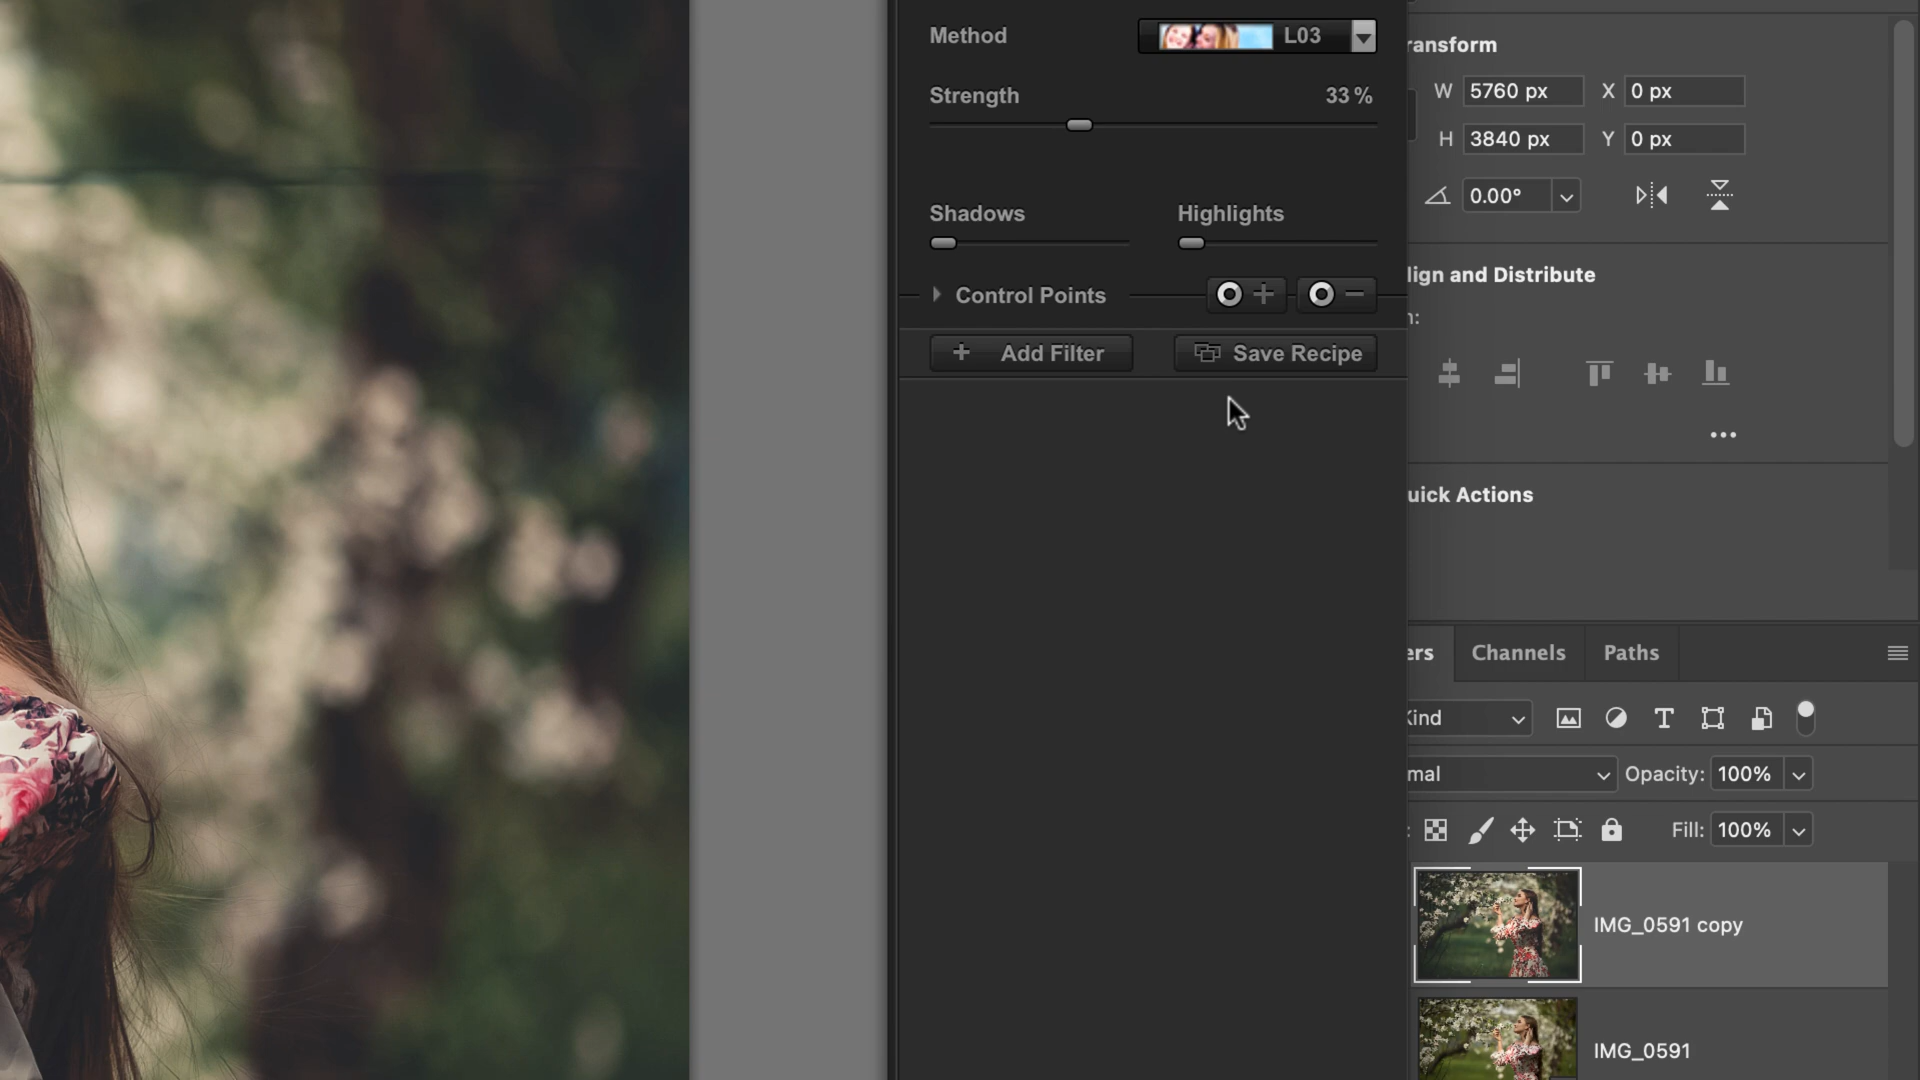 Method
L03
Strength
33 %
Shadows
Highlights
Control Points
Add Filter
Save Recipe
ransform
W 5760 px
X 0 px
H 3840 px
Y 0 px
0.00°
lign and Distribute
n:
uick Actions
ers
Channels
Paths
Kind
T
mal
Opacity: 100%
:
Fill: 100%
IMG_0591 copy
IMG_0591